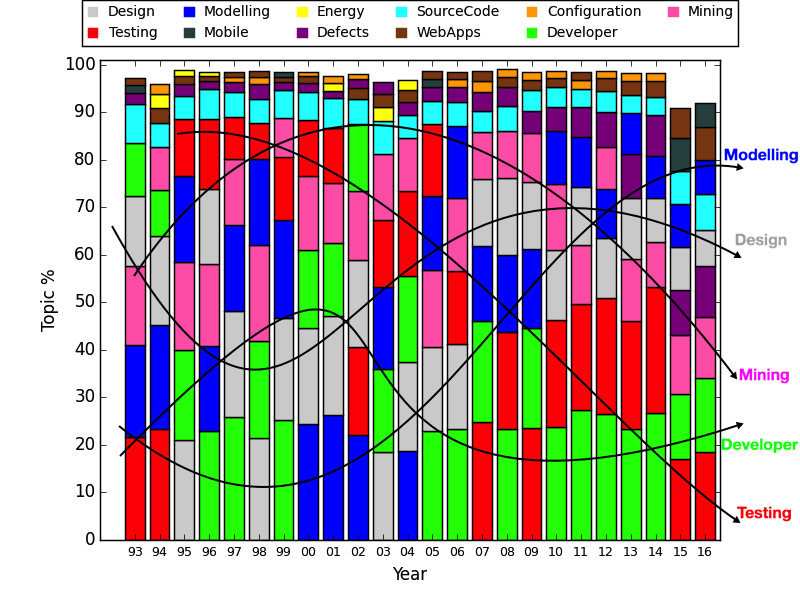 Design Modelling Energy SourceCode Configuration Mining
Testing Mobile Defects WebApps Developer
100
90
80
70
60
50
40
30
20
10
0
Topic %
Modelling
Design
Mining
Developer
Testing
93 94 95 96 97 98 99 00 01 02 03 04 05 06 07 08 09 10 11 12 13 14 15 16
Year